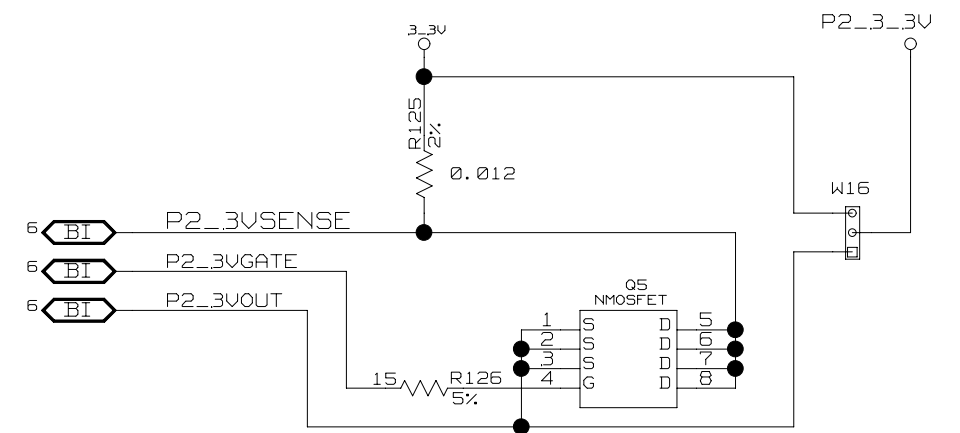 3_3V
P2_3_3V
R125
2%
0.012
W16
6 BI P2_3VSENSE
6 BI P2_3VGATE
6 BI P2_3VOUT
Q5
NMOSFET
1 S D 5
2 S D 6
3 S D 7
4 G D 8
15 R126
5%